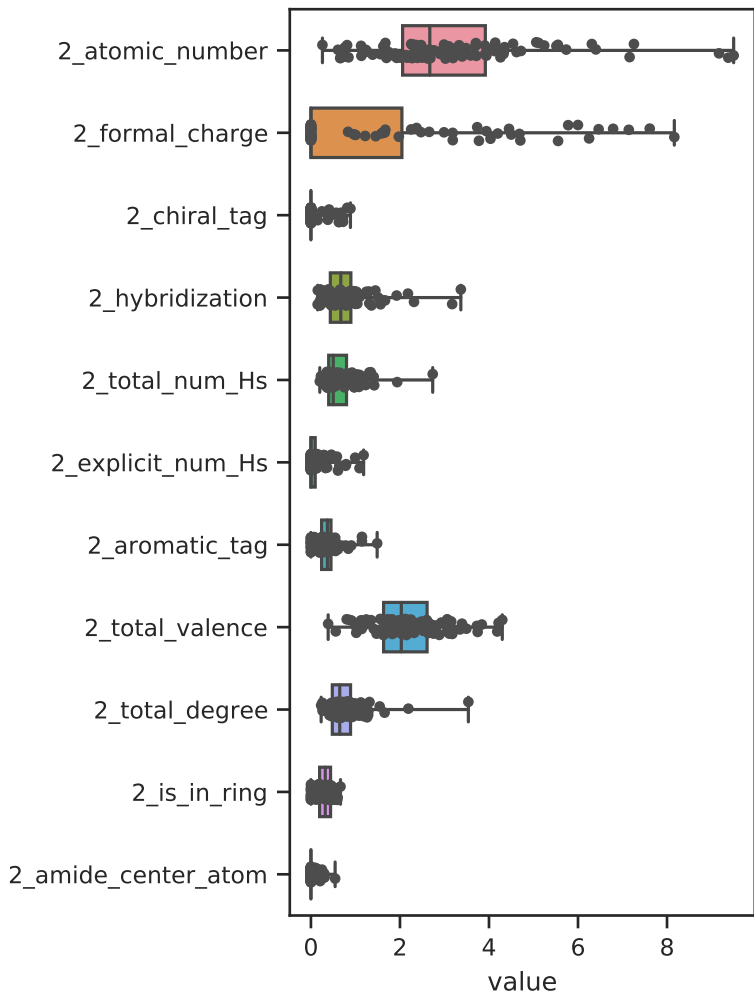 2_atomic_number
2_formal_charge
2_chiral_tag
2_hybridization
2_total_num_Hs
2_explicit_num_Hs
2_aromatic_tag
2_total_valence
2_total_degree
2_is_in_ring
2_amide_center_atom
0 2 4 6 8
value